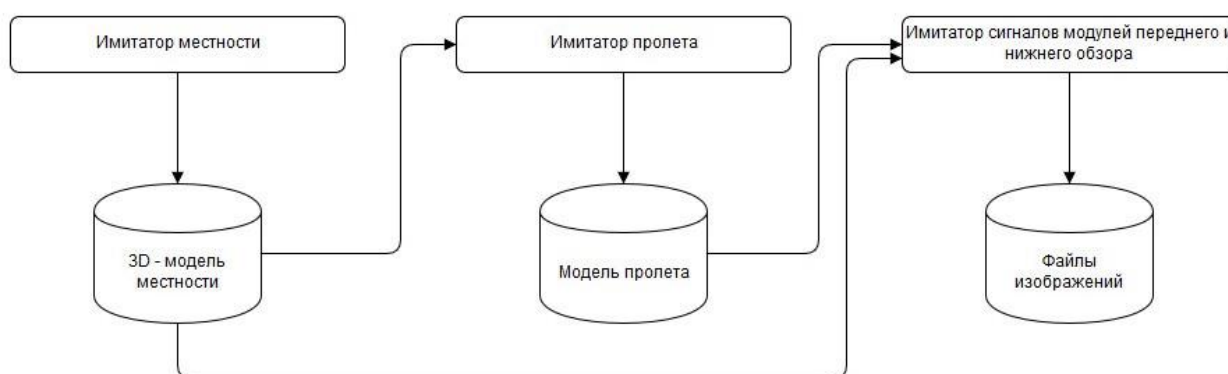 Имитатор местности
Имитатор пролета
Имитатор сигналов модулей переднего и
нижнего обзора
3D - модель
местности
Модель пролета
Файлы
изображений